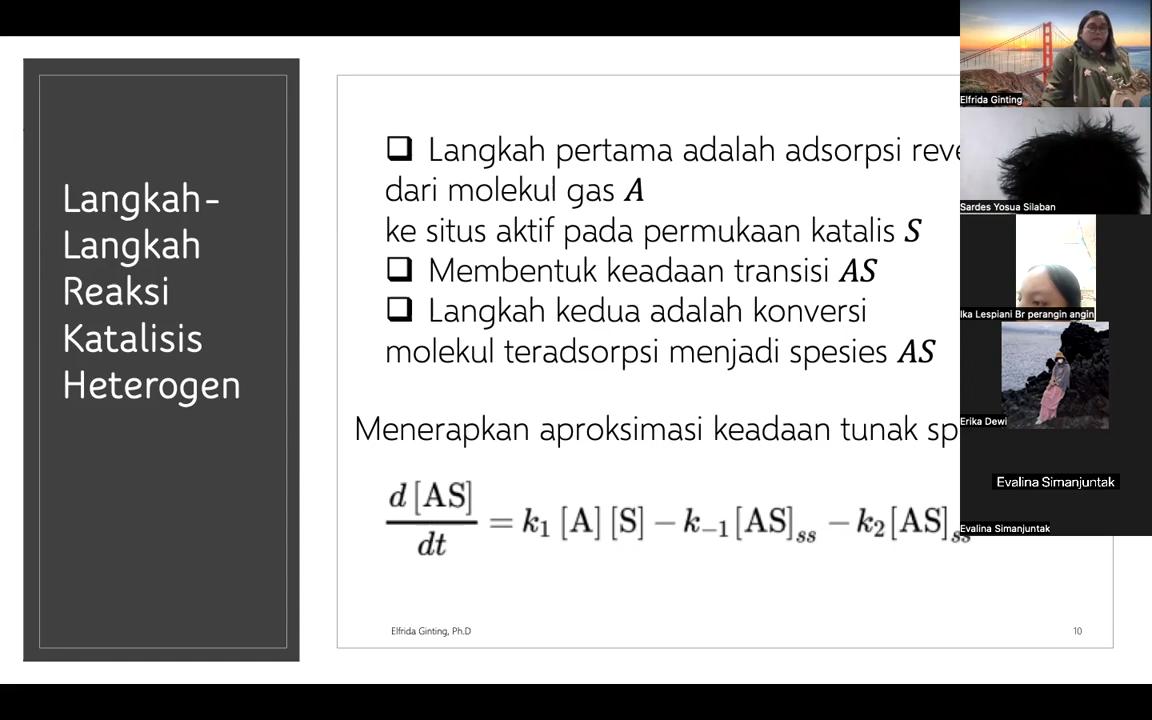 Langkah-
Langkah
Reaksi
Katalisis
Heterogen
❑ Langkah pertama adalah adsorpsi
dari molekul gas A
ke situs aktif pada permukaan katalis S
❑ Membentuk keadaan transisi AS
❑ Langkah kedua adalah konversi
molekul teradsorpsi menjadi spesies AS
Menerapkan aproksimasi keadaan tunak
d [AS] / dt = k₁ [A] [S] − k₋₁ [AS]ss − k₂ [AS]ss
Elfrida Ginting, Ph.D
10
Elfrida Ginting
Sardes Yosua Silaban
Ika Lespiani Br perangin angin
Erika Dewi
Evalina Simanjuntak
Evalina Simanjuntak